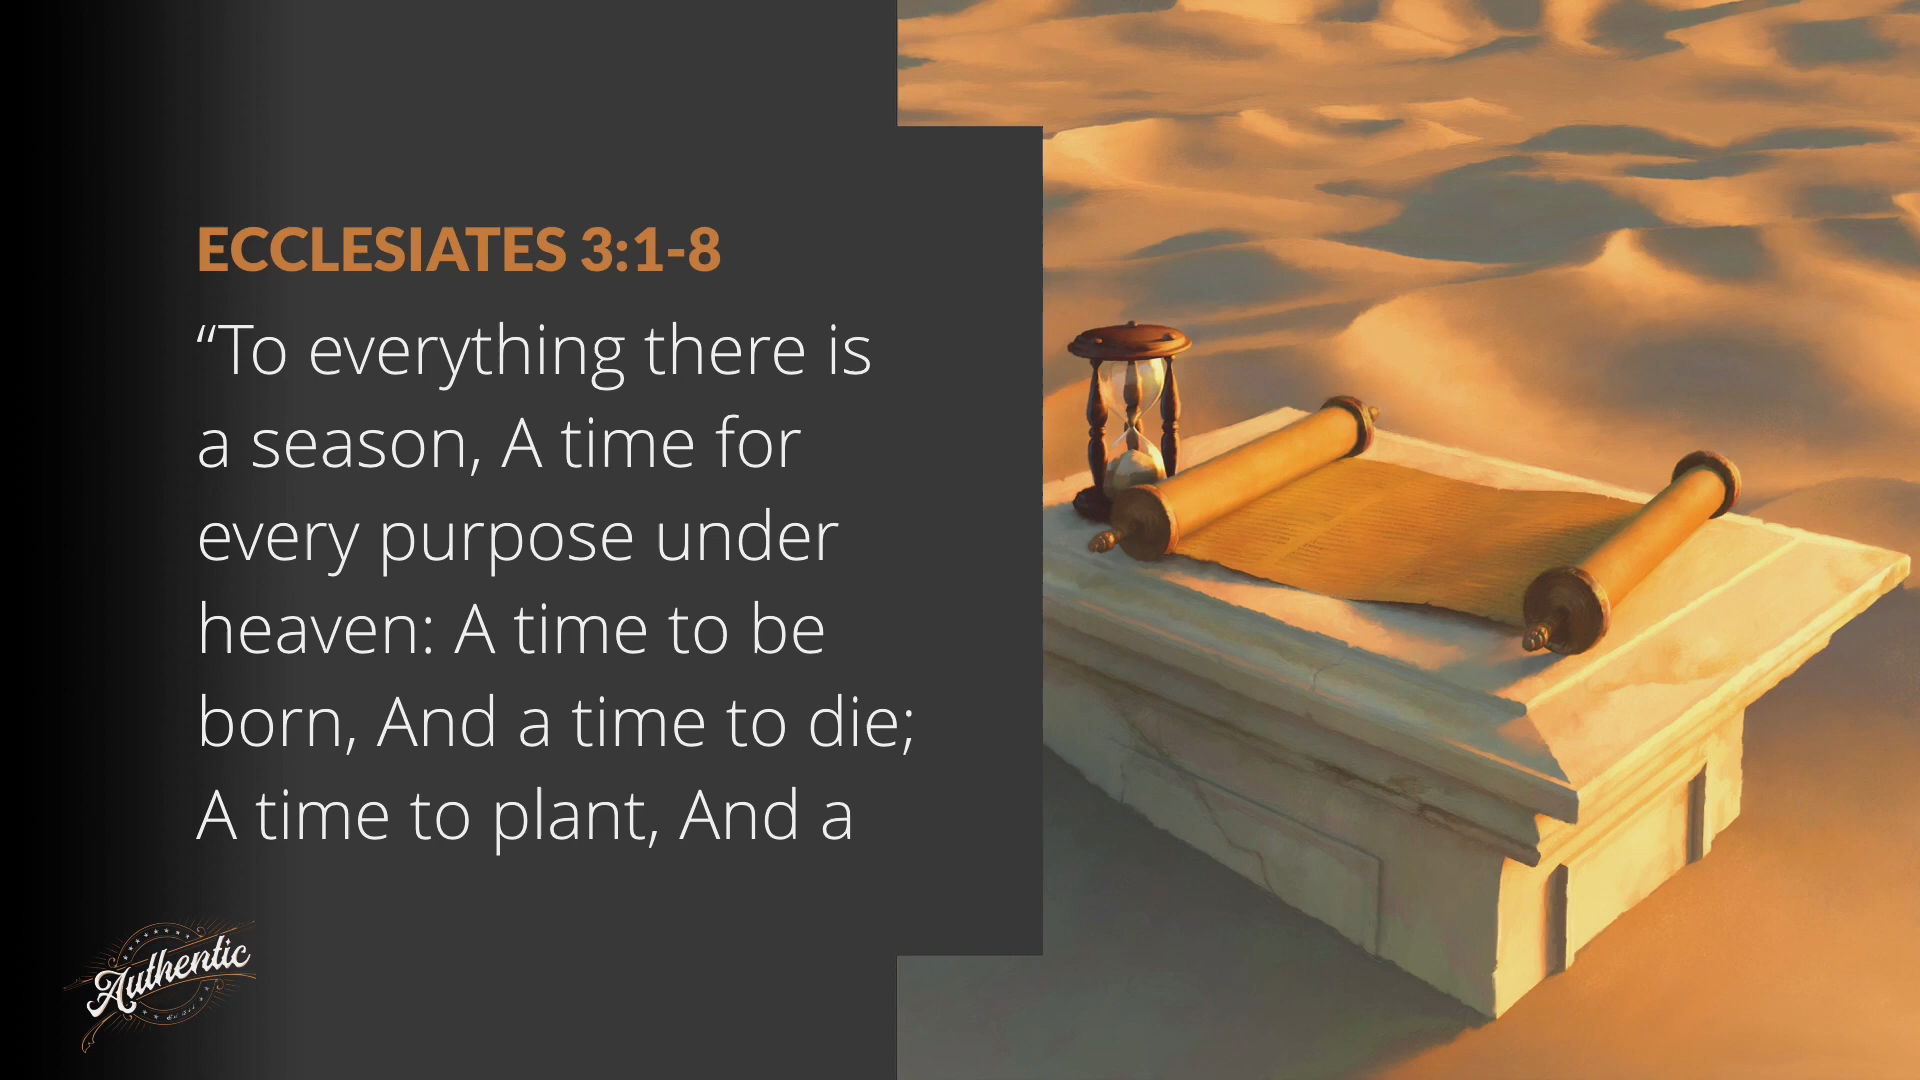 ECCLESIATES 3:1-8
“To everything there is
a season, A time for
every purpose under
heaven: A time to be
born, And a time to die;
A time to plant, And a
Authentic